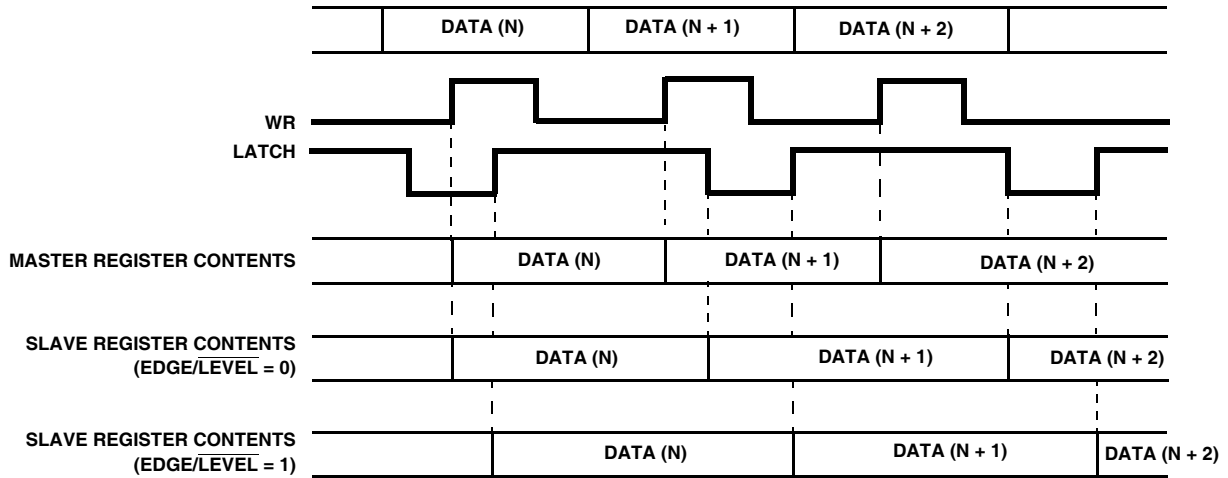 DATA (N) DATA (N + 1) DATA (N + 2)
WR
LATCH
MASTER REGISTER CONTENTS DATA (N) DATA (N + 1) DATA (N + 2)
SLAVE REGISTER CONTENTS
(EDGE/LEVEL = 0) DATA (N) DATA (N + 1) DATA (N + 2)
SLAVE REGISTER CONTENTS
(EDGE/LEVEL = 1) DATA (N) DATA (N + 1) DATA (N + 2)